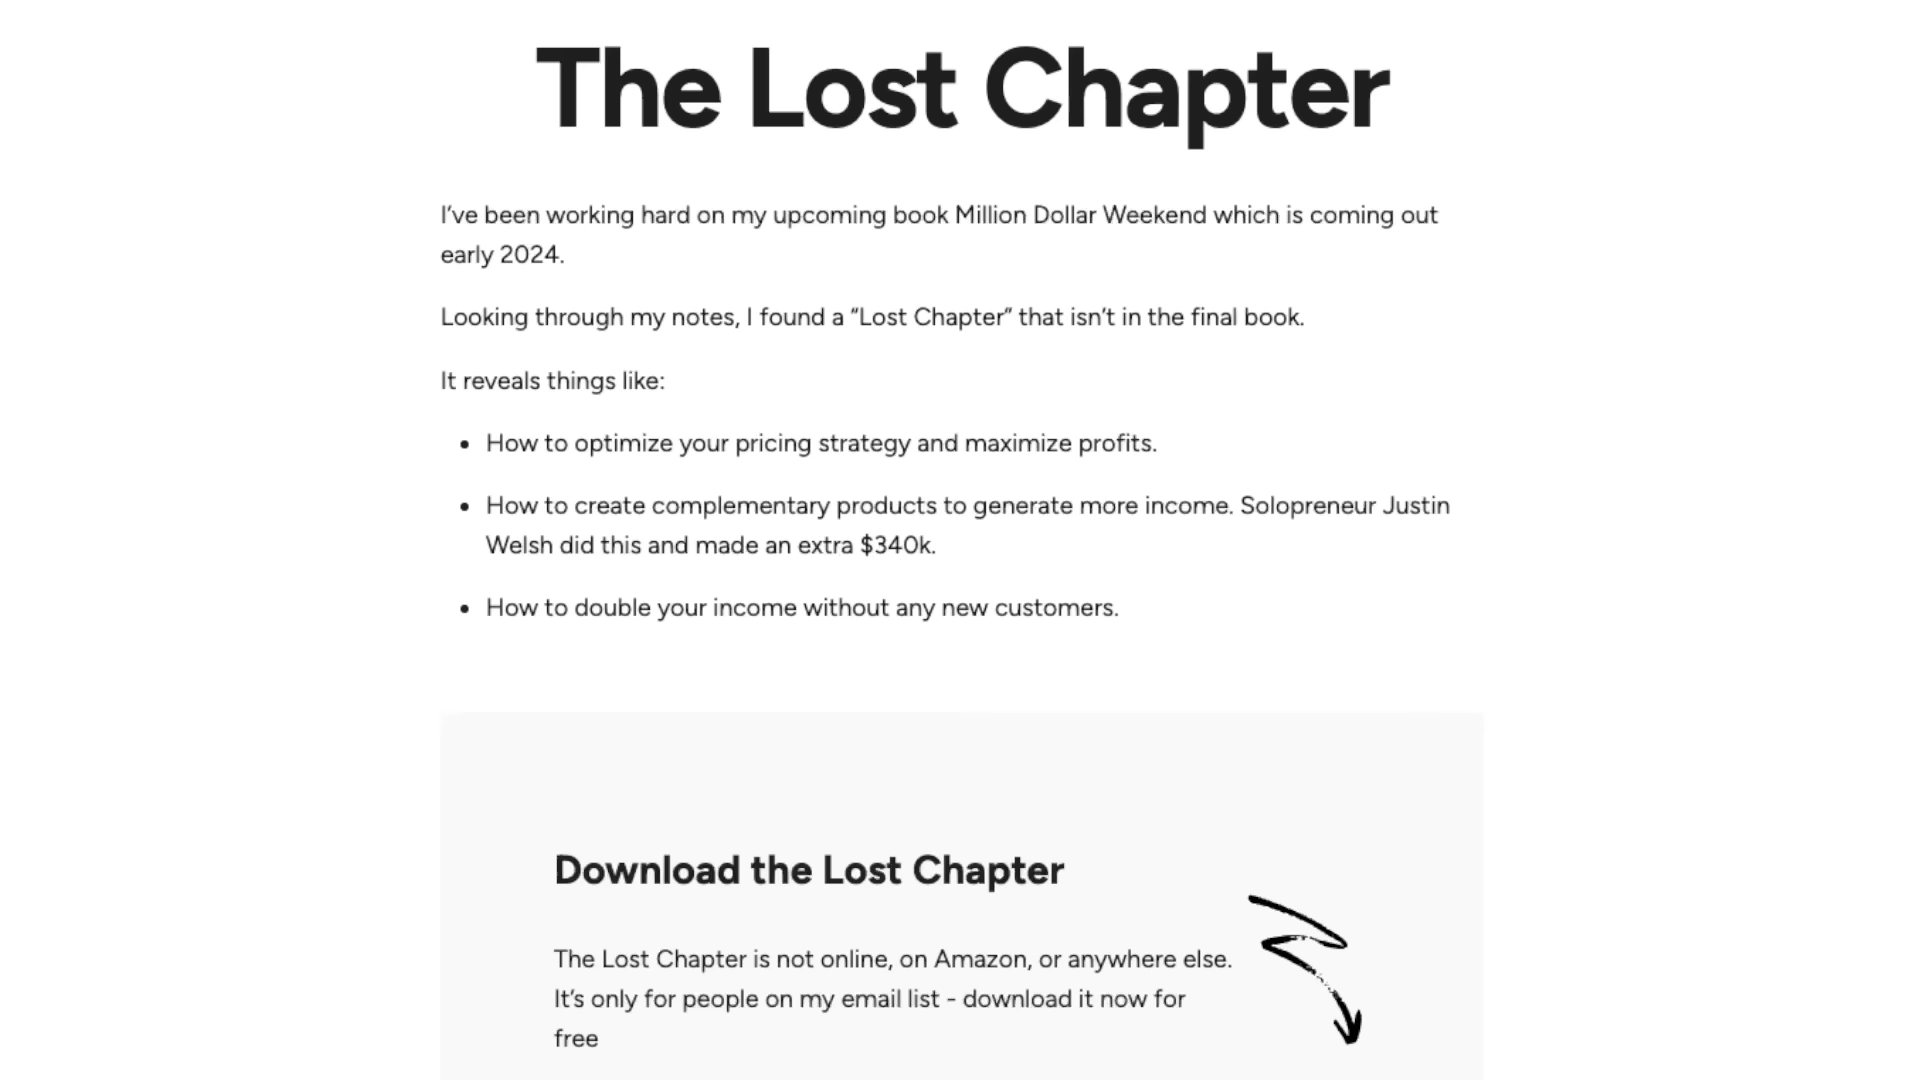 The Lost Chapter
I’ve been working hard on my upcoming book Million Dollar Weekend which is coming out
early 2024.
Looking through my notes, I found a “Lost Chapter” that isn’t in the final book.
It reveals things like:
• How to optimize your pricing strategy and maximize profits.
• How to create complementary products to generate more income. Solopreneur Justin
Welsh did this and made an extra $340k.
• How to double your income without any new customers.
Download the Lost Chapter
The Lost Chapter is not online, on Amazon, or anywhere else.
It’s only for people on my email list - download it now for
free